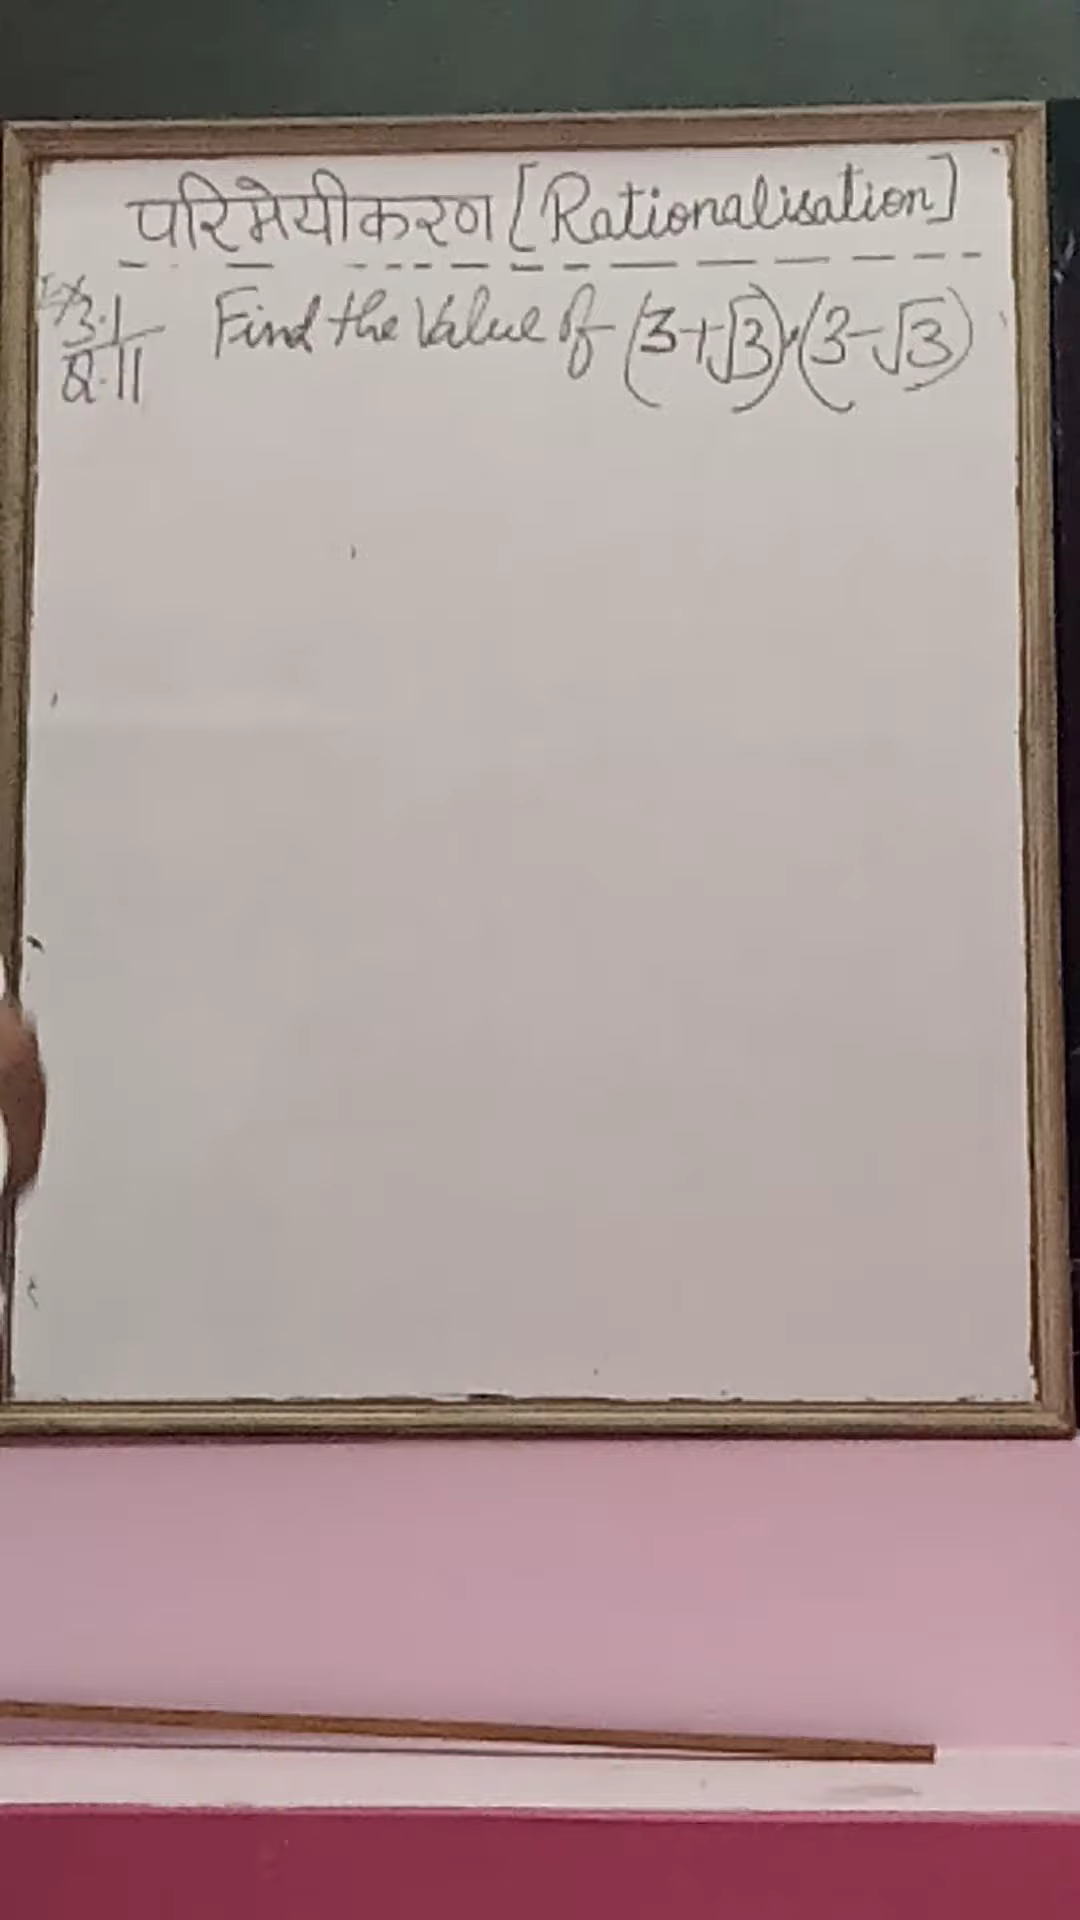 परिमेयीकरण [Rationalisation]
Ex 3.1 Find the Value of (3+√3)·(3-√3)
Q.11